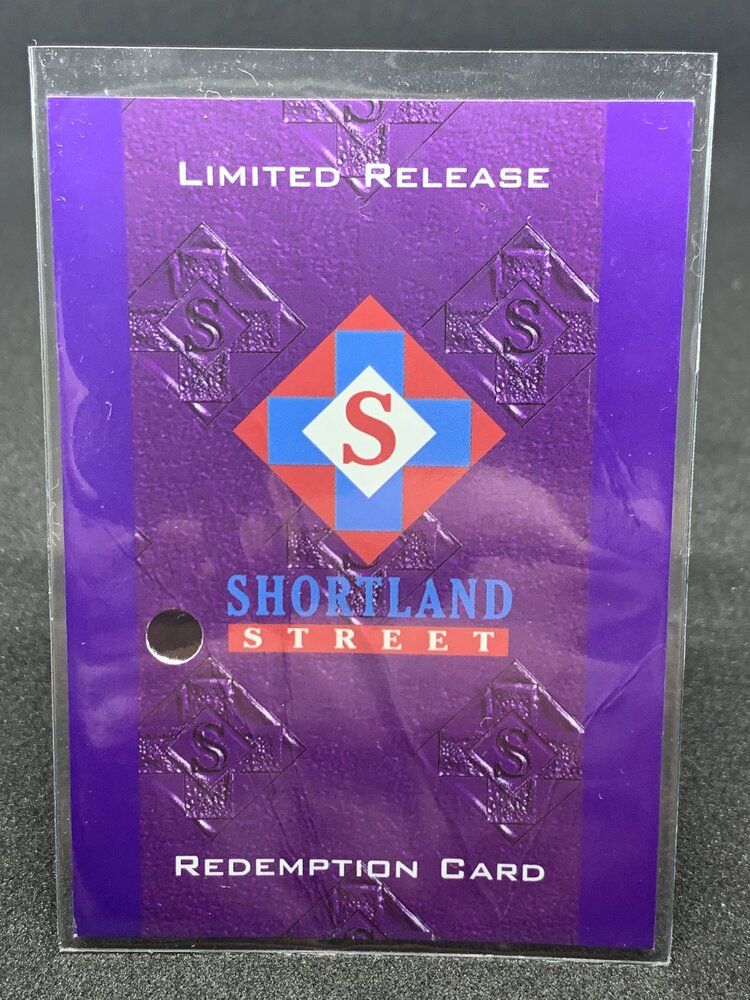 LIMITED RELEASE
S
SHORTLAND
STREET
REDEMPTION CARD